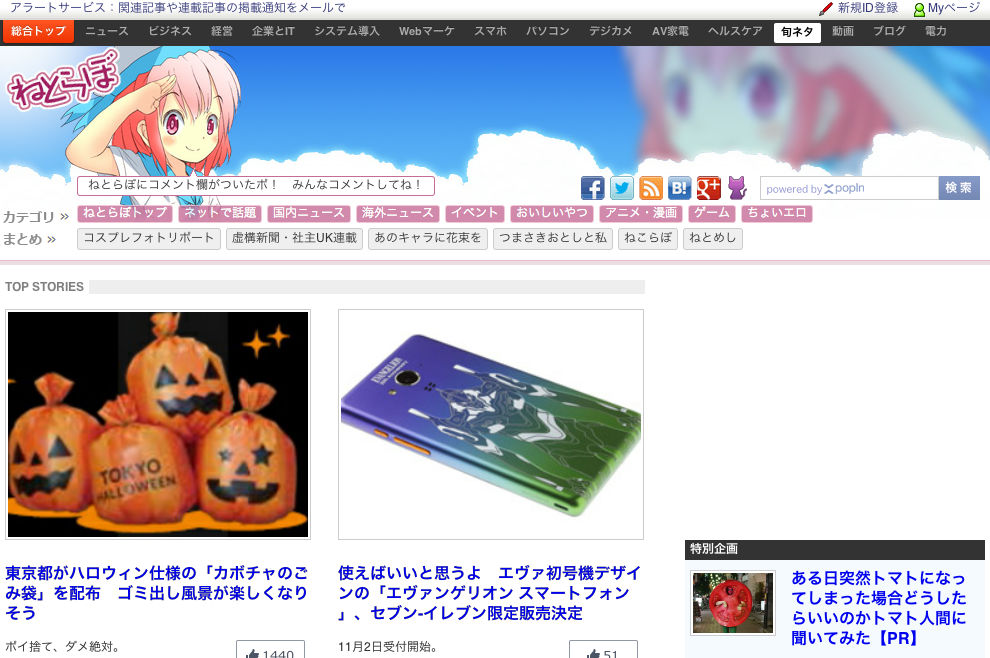 アラートサービス：関連記事や連載記事の掲載通知をメールで
新規ID登録 Myページ
総合トップ ニュース ビジネス 経営 企業とIT システム導入 Webマーケ スマホ パソコン デジカメ AV家電 ヘルスケア 旬ネタ 動画 ブログ 電力
ねとらぼ
ねとらぼにコメント欄がついたボ！　みんなコメントしてね！
B! g+ powered by popIn 検索
カテゴリ » ねとらぼトップ ネットで話題 国内ニュース 海外ニュース イベント おいしいやつ アニメ・漫画 ゲーム ちょいエロ
まとめ » コスプレフォトリポート 虚構新聞・社主UK連載 あのキャラに花束を つまさきおとしと私 ねこらぼ ねとめし
TOP STORIES
TOKYO
HALLOWEEN
EVANGELION
東京都がハロウィン仕様の「カボチャのご
み袋」を配布　ゴミ出し風景が楽しくなり
そう
ポイ捨て、ダメ絶対。
1440
使えばいいと思うよ　エヴァ初号機デザイ
ンの「エヴァンゲリオン スマートフォン
」、セブン-イレブン限定販売決定
11月2日受付開始。
51
特別企画
ある日突然トマトになっ
てしまった場合どうした
らいいのかトマト人間に
聞いてみた【PR】